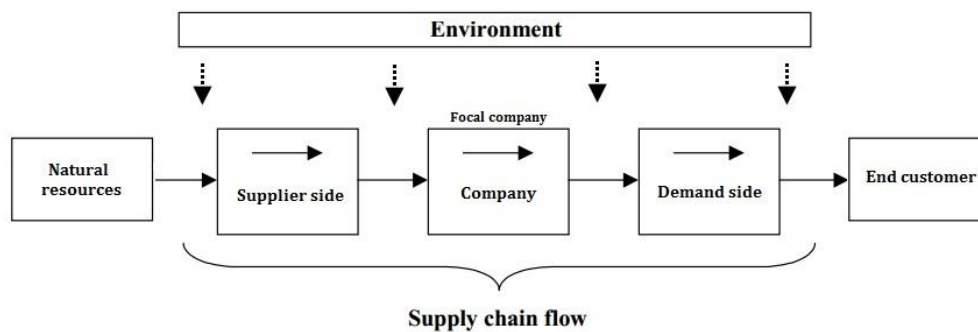 Environment
Focal company
Natural
resources
Supplier side
Company
Demand side
End customer
Supply chain flow